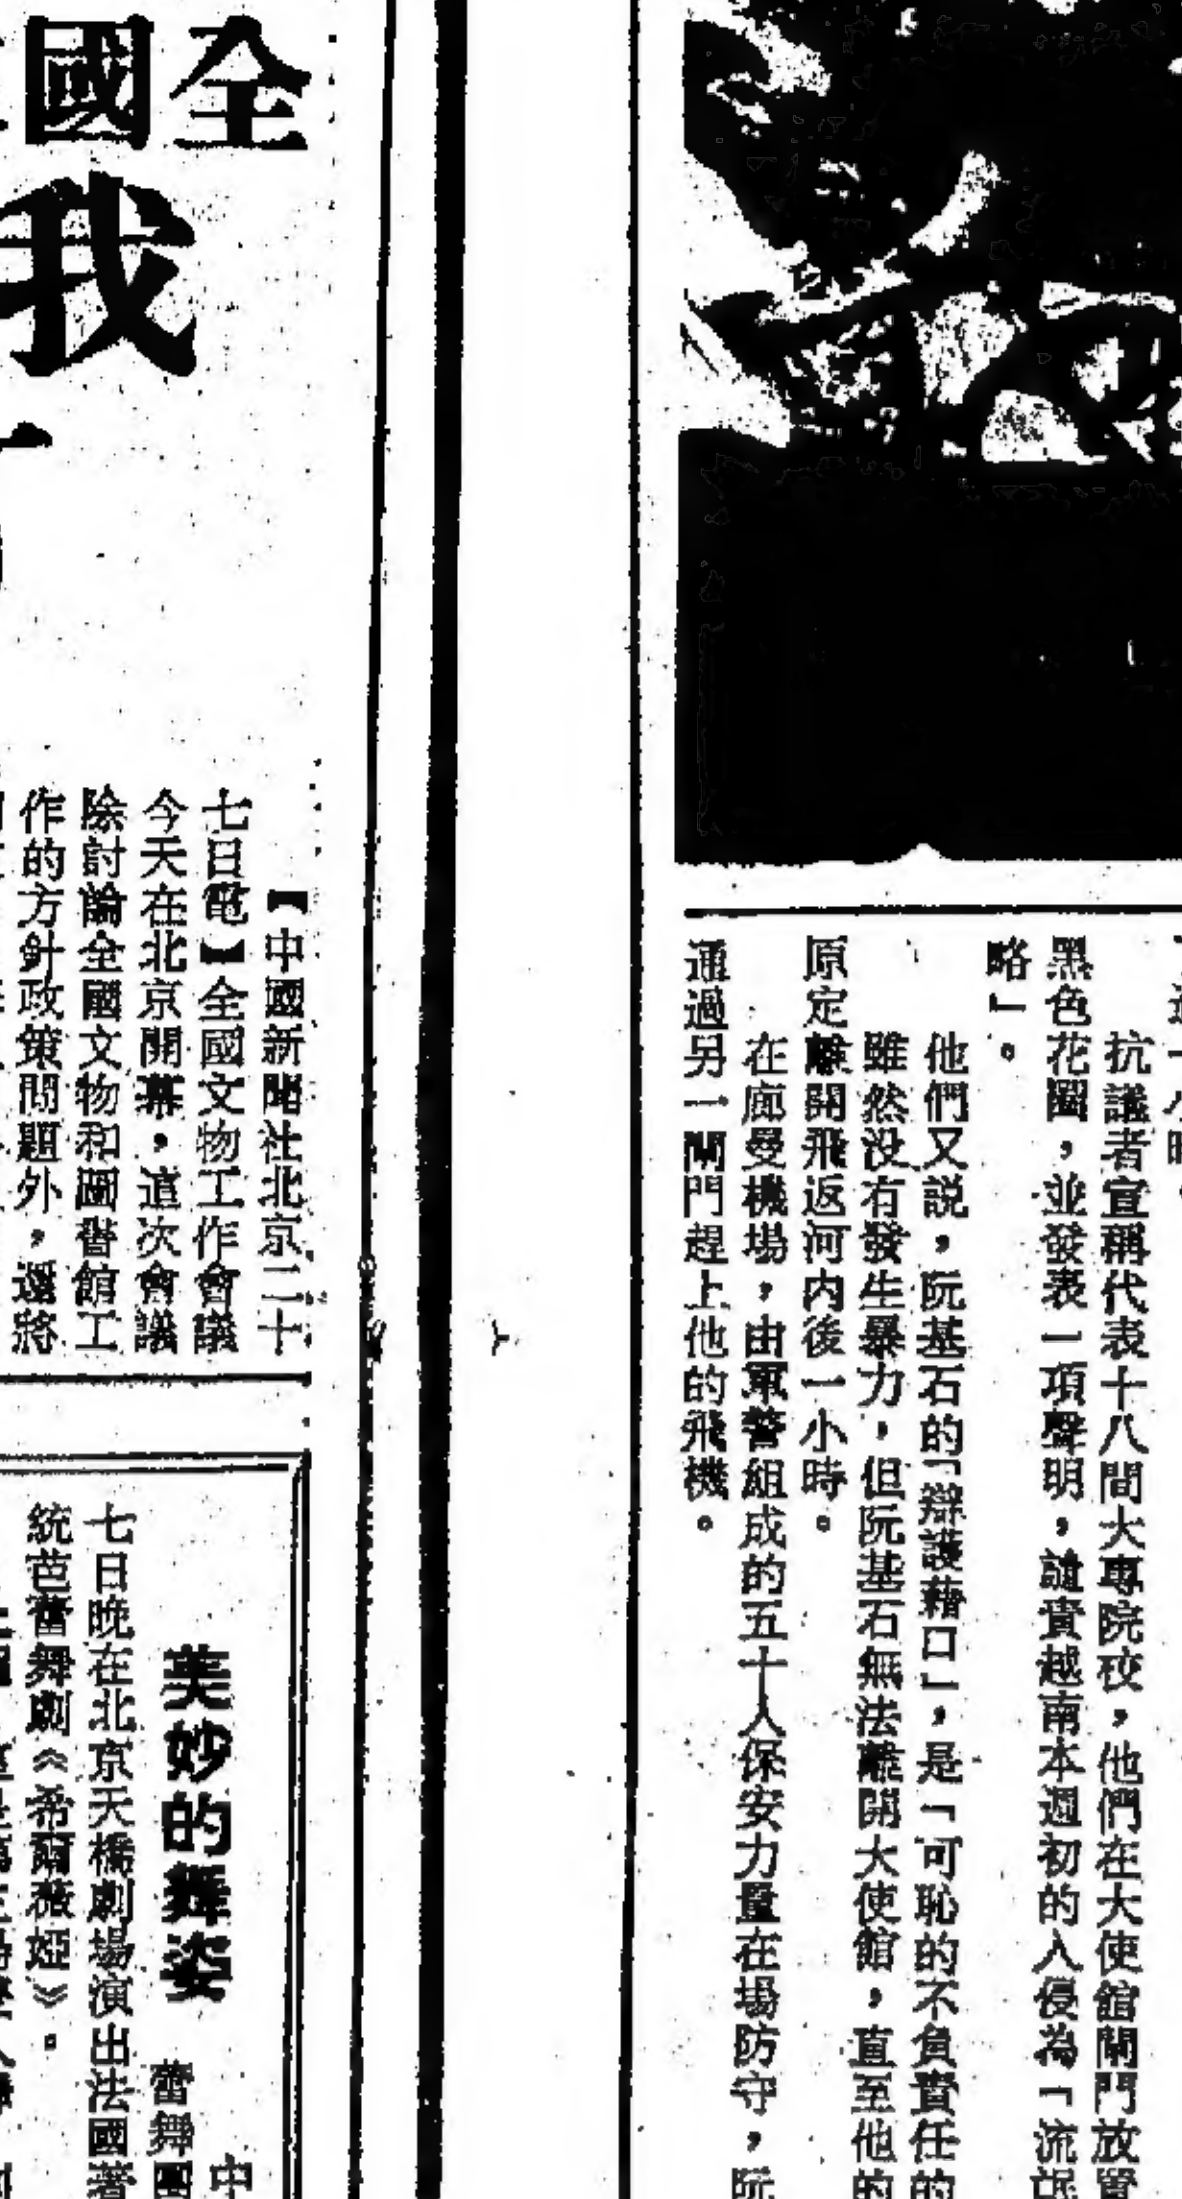 抗議者宣稱代表十八間大專院校，他們在大使館閘門放置
黑色花圈，並發表一項聲明，譴責越南本週初的入侵為「流氓
略」。
他們又説，阮基石的「辯護藉口」，是「可恥的不負責任的
雖然没有發生暴力，但阮基石無法離開大使館，直至他的
原定離開飛返河内後一小時。
在廊曼機場，由軍警組成的五十人保安力量在場防守，阮
通過另一閘門趕上他的飛機。
全國
我
【中國新聞社北京二十
七日電】全國文物工作會議
今天在北京開幕，這次會議
除討論全國文物和圖書館工
作的方針政策問題外，還將
美妙的舞姿
中
蕾舞團
七日晚在北京天橋劇場演出法國著
統芭蕾舞劇《希爾薇婭》。